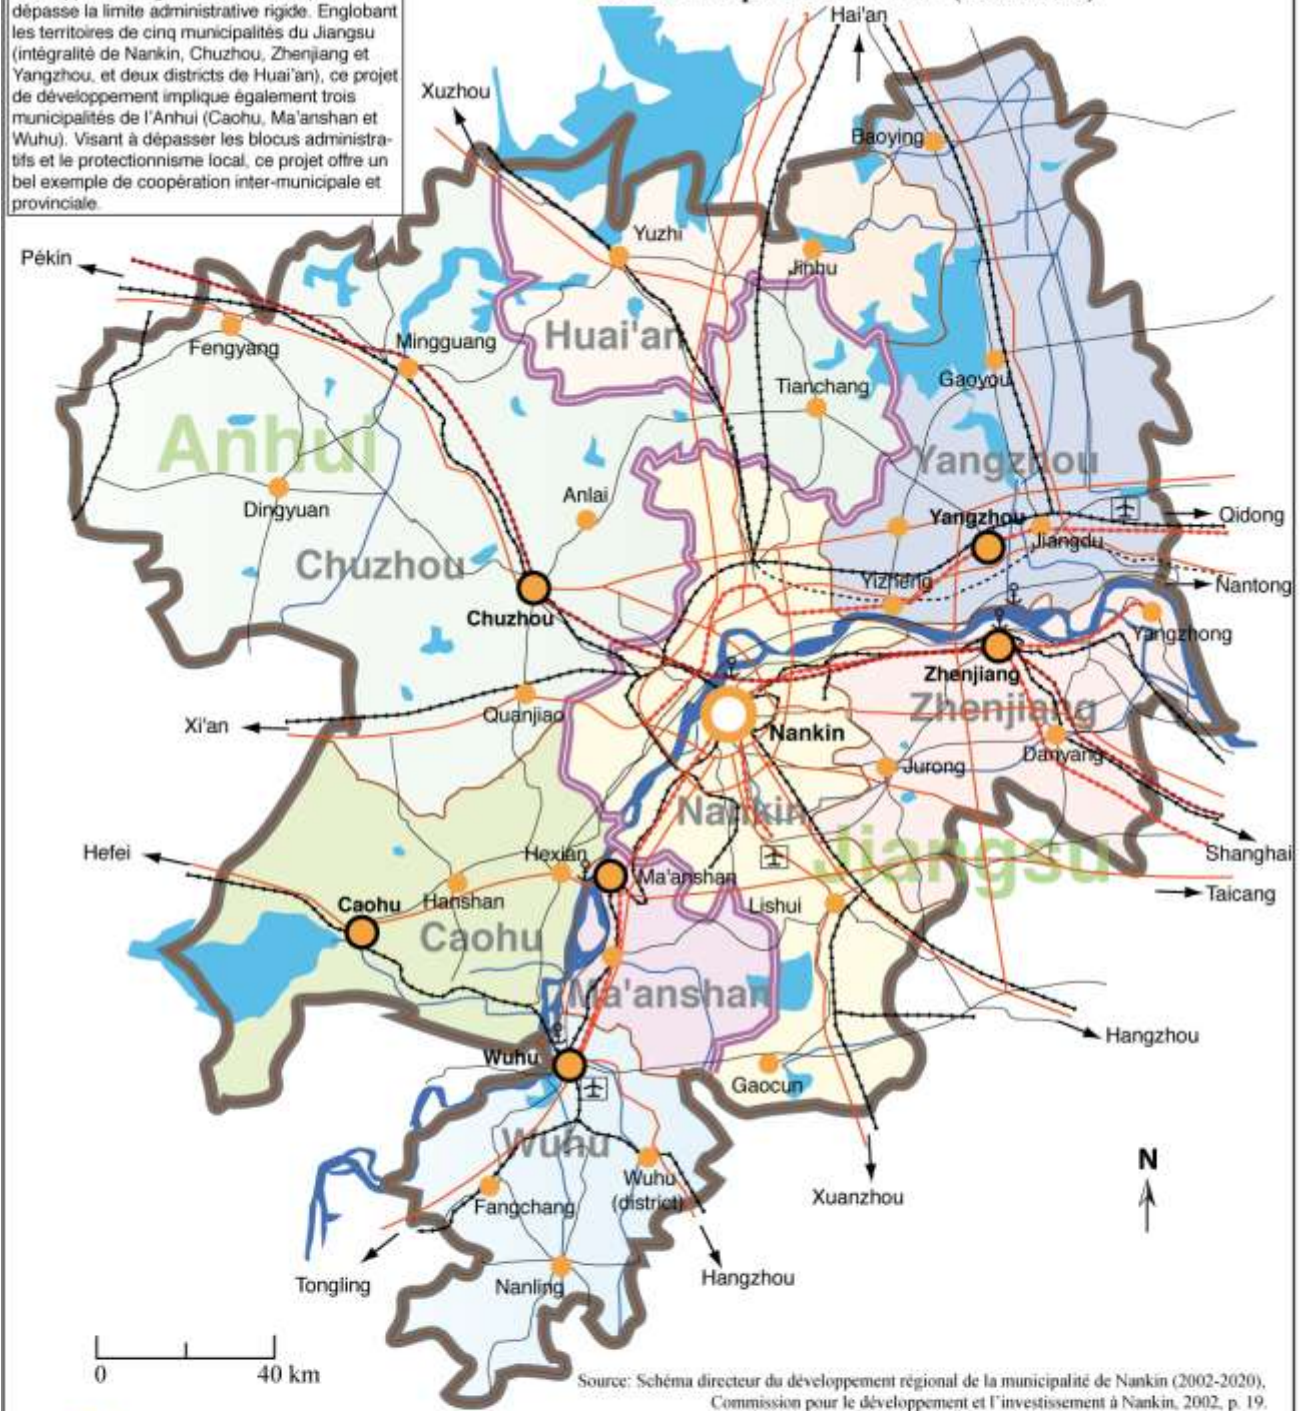 dépasse la limite administrative rigide. Englobant
les territoires de cinq municipalités du Jiangsu
(intégralité de Nankin, Chuzhou, Zhenjiang et
Yangzhou, et deux districts de Huai'an), ce projet
de développement implique également trois
municipalités de l'Anhui (Caohu, Ma'anshan et
Wuhu). Visant à dépasser les blocus administra-
tifs et le protectionnisme local, ce projet offre un
bel exemple de coopération inter-municipale et
provinciale.
Hai'an
Xuzhou
Baoying
Yuzhi
Pékin
Jinhu
Huai'an
Fengyang
Mingguang
Tianchang
Gaoyou
Anhui
Yangzhou
Anlai
Dingyuan
Yangzhou
Qidong
Jiangdu
Chuzhou
Yizheng
Nantong
Chuzhou
Yangzhong
Zhenjiang
Zhenjiang
Quanjiao
Xi'an
Nankin
Danyang
Jurong
Nankin
Hefei
Hexian
Jiangsu
Shanghai
Ma'anshan
Hanshan
Caohu
Lishui
Taicang
Caohu
Ma'anshan
Hangzhou
Wuhu
Gaocun
Wuhu
Wuhu
(district)
Fangchang
Xuanzhou
N
Tongling
Nanling
Hangzhou
0 40 km
Source: Schéma directeur du développement régional de la municipalité de Nankin (2002-2020),
Commission pour le développement et l'investissement à Nankin, 2002, p. 19.